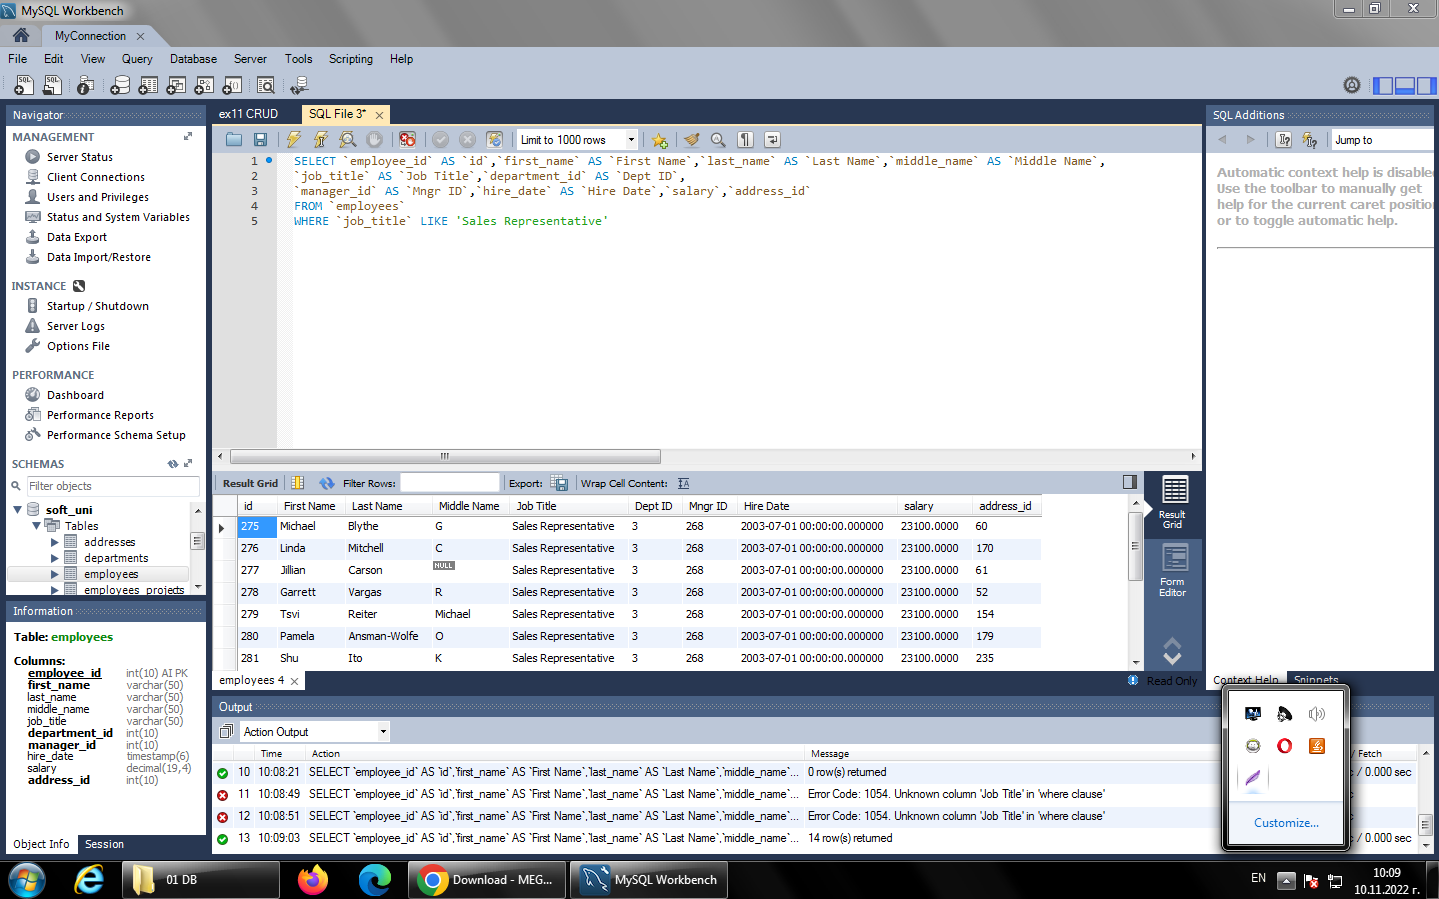 MySQL Workbench
MyConnection
File Edit View Query Database Server Tools Scripting Help
Navigator
MANAGEMENT
Server Status
Client Connections
Users and Privileges
Status and System Variables
Data Export
Data Import/Restore
INSTANCE
Startup / Shutdown
Server Logs
Options File
PERFORMANCE
Dashboard
Performance Reports
Performance Schema Setup
SCHEMAS
Filter objects
soft_uni
Tables
addresses
departments
employees
employees_projects
Information
Table: employees
Columns:
employee_id int(10) AI PK
first_name varchar(50)
last_name varchar(50)
middle_name varchar(50)
job_title varchar(50)
department_id int(10)
manager_id int(10)
hire_date timestamp(6)
salary decimal(19,4)
address_id int(10)
Object Info Session
ex11 CRUD SQL File 3*
Limit to 1000 rows
1 SELECT `employee_id` AS `id`,`first_name` AS `First Name`,`last_name` AS `Last Name`,`middle_name` AS `Middle Name`,
2 `job_title` AS `Job Title`,`department_id` AS `Dept ID`,
3 `manager_id` AS `Mngr ID`,`hire_date` AS `Hire Date`,`salary`,`address_id`
4 FROM `employees`
5 WHERE `job_title` LIKE 'Sales Representative'
Result Grid Filter Rows: Export: Wrap Cell Content:
id First Name Last Name Middle Name Job Title Dept ID Mngr ID Hire Date salary address_id
275 Michael Blythe G Sales Representative 3 268 2003-07-01 00:00:00.000000 23100.0000 60
276 Linda Mitchell C Sales Representative 3 268 2003-07-01 00:00:00.000000 23100.0000 170
277 Jillian Carson NULL Sales Representative 3 268 2003-07-01 00:00:00.000000 23100.0000 61
278 Garrett Vargas R Sales Representative 3 268 2003-07-01 00:00:00.000000 23100.0000 52
279 Tsvi Reiter Michael Sales Representative 3 268 2003-07-01 00:00:00.000000 23100.0000 154
280 Pamela Ansman-Wolfe O Sales Representative 3 268 2003-07-01 00:00:00.000000 23100.0000 179
281 Shu Ito K Sales Representative 3 268 2003-07-01 00:00:00.000000 23100.0000 235
Result
Grid
Form
Editor
employees 4
Read Only
SQL Additions
Jump to
Automatic context help is disable
Use the toolbar to manually get
help for the current caret position
or to toggle automatic help.
Context Help Snippets
Output
Action Output
Time Action Message / Fetch
10 10:08:21 SELECT `employee_id` AS `id`,`first_name` AS `First Name`,`last_name` AS `Last Name`,`middle_name`... 0 row(s) returned / 0.000 sec
11 10:08:49 SELECT `employee_id` AS `id`,`first_name` AS `First Name`,`last_name` AS `Last Name`,`middle_name`... Error Code: 1054. Unknown column 'Job Title' in 'where clause'
12 10:08:51 SELECT `employee_id` AS `id`,`first_name` AS `First Name`,`last_name` AS `Last Name`,`middle_name`... Error Code: 1054. Unknown column 'Job Title' in 'where clause'
13 10:09:03 SELECT `employee_id` AS `id`,`first_name` AS `First Name`,`last_name` AS `Last Name`,`middle_name`... 14 row(s) returned / 0.000 sec
Customize...
01 DB
Download - MEG...
MySQL Workbench
EN
10:09
10.11.2022 г.